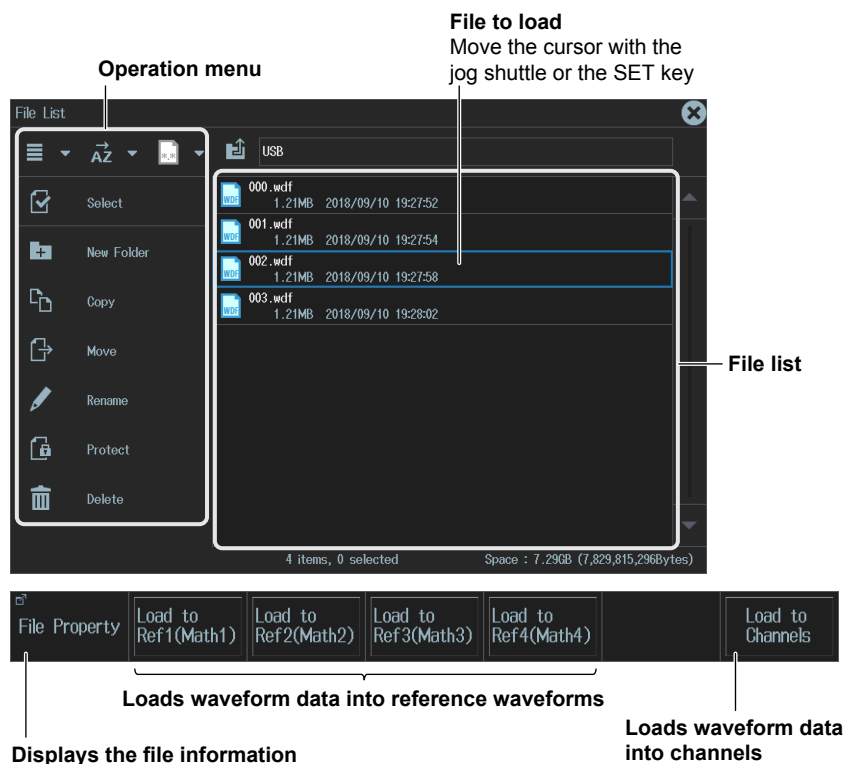 File to load
Move the cursor with the
jog shuttle or the SET key
Operation menu
File List
AZ
*.*
USB
Select
New Folder
Copy
Move
Rename
Protect
Delete
WDF
000.wdf
1.21MB 2018/09/10 19:27:52
WDF
001.wdf
1.21MB 2018/09/10 19:27:54
WDF
002.wdf
1.21MB 2018/09/10 19:27:58
WDF
003.wdf
1.21MB 2018/09/10 19:28:02
File list
4 items, 0 selected
Space : 7.29GB (7,829,815,296Bytes)
File Property
Load to
Ref1(Math1)
Load to
Ref2(Math2)
Load to
Ref3(Math3)
Load to
Ref4(Math4)
Load to
Channels
Loads waveform data into reference waveforms
Loads waveform data
into channels
Displays the file information